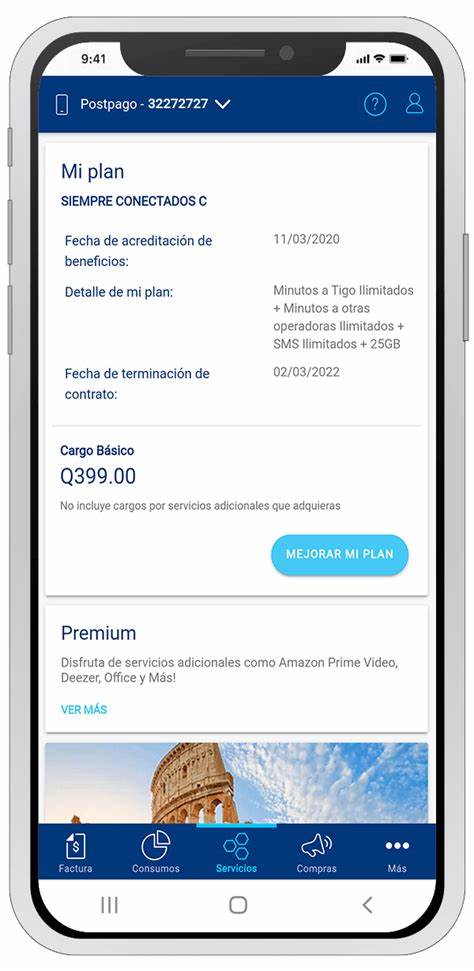 9:41
Postpago - 32272727
?
Mi plan
SIEMPRE CONECTADOS C
Fecha de acreditación de
beneficios:
11/03/2020
Detalle de mi plan:
Minutos a Tigo Ilimitados
+ Minutos a otras
operadoras Ilimitados +
SMS Ilimitados + 25GB
Fecha de terminación de
contrato:
02/03/2022
Cargo Básico
Q399.00
No incluye cargos por servicios adicionales que adquieras
MEJORAR MI PLAN
Premium
Disfruta de servicios adicionales como Amazon Prime Video,
Deezer, Office y Más!
VER MÁS
$
Factura
Consumos
Servicios
Compras
Más